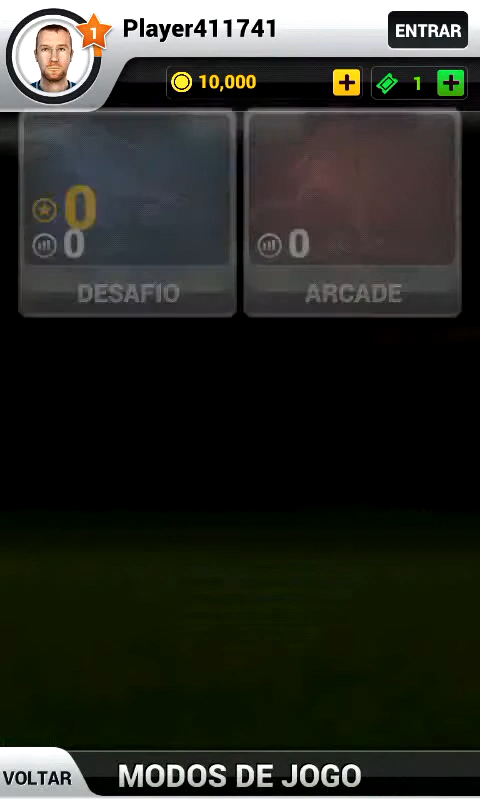 1
Player411741
ENTRAR
10,000
1
0
0
0
DESAFIO
ARCADE
VOLTAR
MODOS DE JOGO